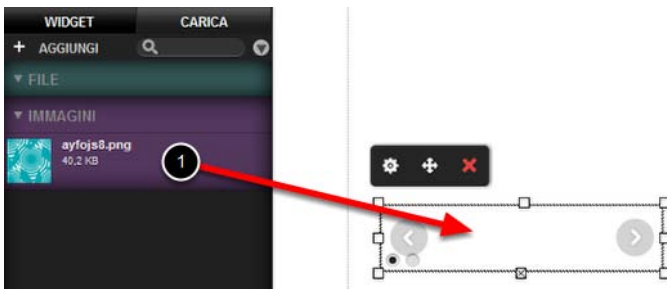 WIDGET CARICA
+ AGGIUNGI
FILE
IMMAGINI
ayfojs8.png
40,2 KB
1